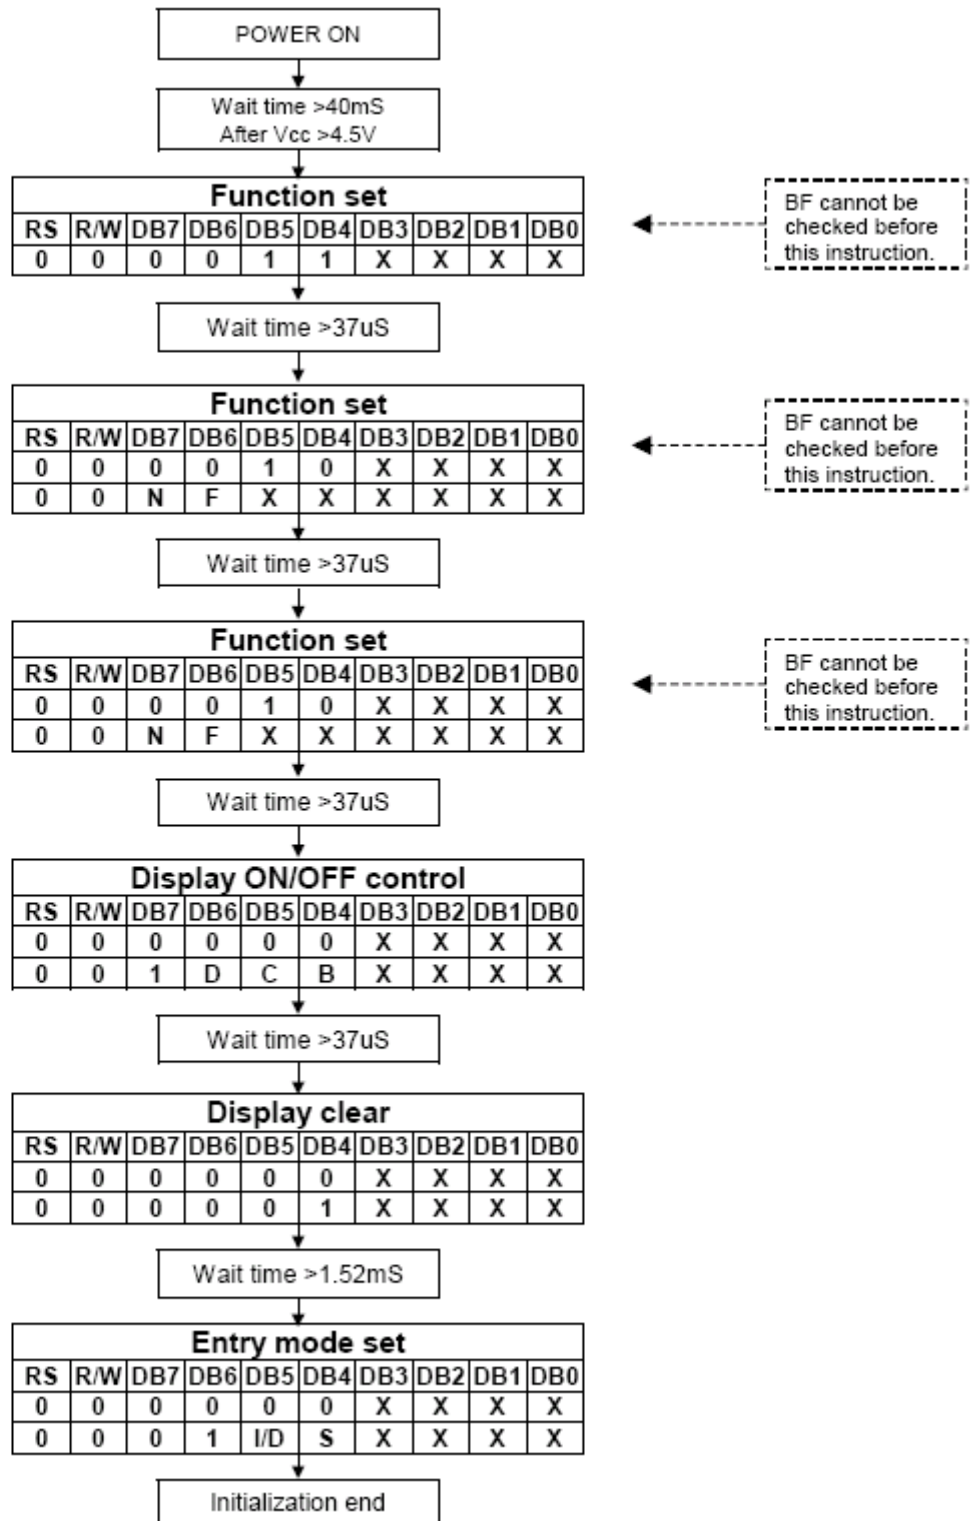 POWER ON
Wait time >40mS
After Vcc >4.5V
Function set
RS R/W DB7 DB6 DB5 DB4 DB3 DB2 DB1 DB0
0 0 0 0 1 1 X X X X
BF cannot be
checked before
this instruction.
Wait time >37uS
Function set
RS R/W DB7 DB6 DB5 DB4 DB3 DB2 DB1 DB0
0 0 0 0 1 0 X X X X
0 0 N F X X X X X X
BF cannot be
checked before
this instruction.
Wait time >37uS
Function set
RS R/W DB7 DB6 DB5 DB4 DB3 DB2 DB1 DB0
0 0 0 0 1 0 X X X X
0 0 N F X X X X X X
BF cannot be
checked before
this instruction.
Wait time >37uS
Display ON/OFF control
RS R/W DB7 DB6 DB5 DB4 DB3 DB2 DB1 DB0
0 0 0 0 0 0 X X X X
0 0 1 D C B X X X X
Wait time >37uS
Display clear
RS R/W DB7 DB6 DB5 DB4 DB3 DB2 DB1 DB0
0 0 0 0 0 0 X X X X
0 0 0 0 0 1 X X X X
Wait time >1.52mS
Entry mode set
RS R/W DB7 DB6 DB5 DB4 DB3 DB2 DB1 DB0
0 0 0 0 0 0 X X X X
0 0 0 1 I/D S X X X X
Initialization end